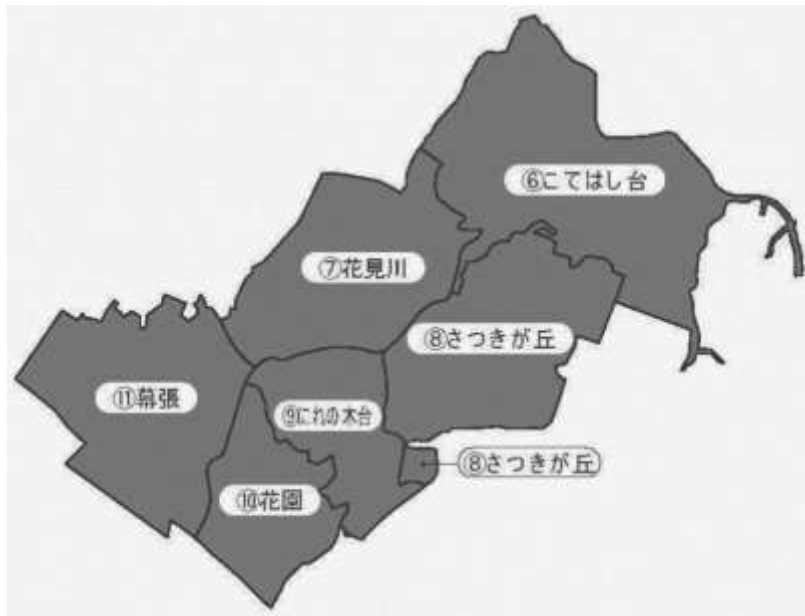 ⑥こてはし台
⑦花見川
⑧さつきが丘
⑪幕張
⑨にれの木台
⑧さつきが丘
⑩花園